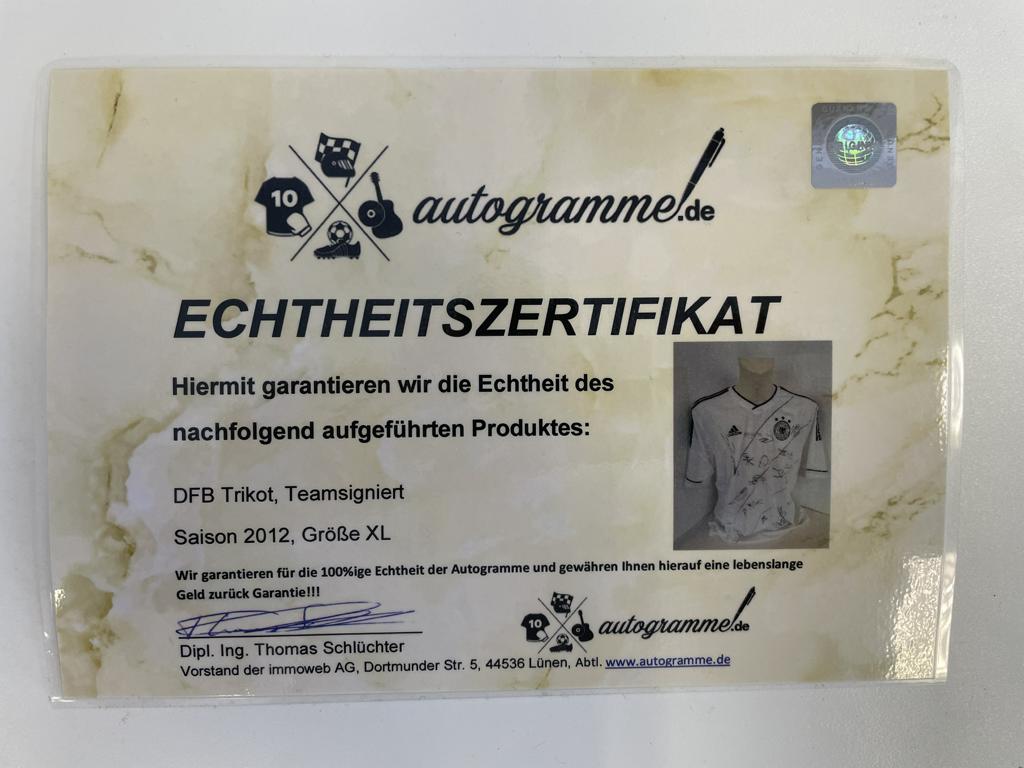 10
autogramme.de
ECHTHEITSZERTIFIKAT
Hiermit garantieren wir die Echtheit des
nachfolgend aufgeführten Produktes:
DFB Trikot, Teamsigniert
Saison 2012, Größe XL
Wir garantieren für die 100%ige Echtheit der Autogramme und gewähren Ihnen hierauf eine lebenslange
Geld zurück Garantie!!!
10
autogramme.de
Dipl. Ing. Thomas Schlüchter
Vorstand der immoweb AG, Dortmunder Str. 5, 44536 Lünen, Abtl. www.autogramme.de